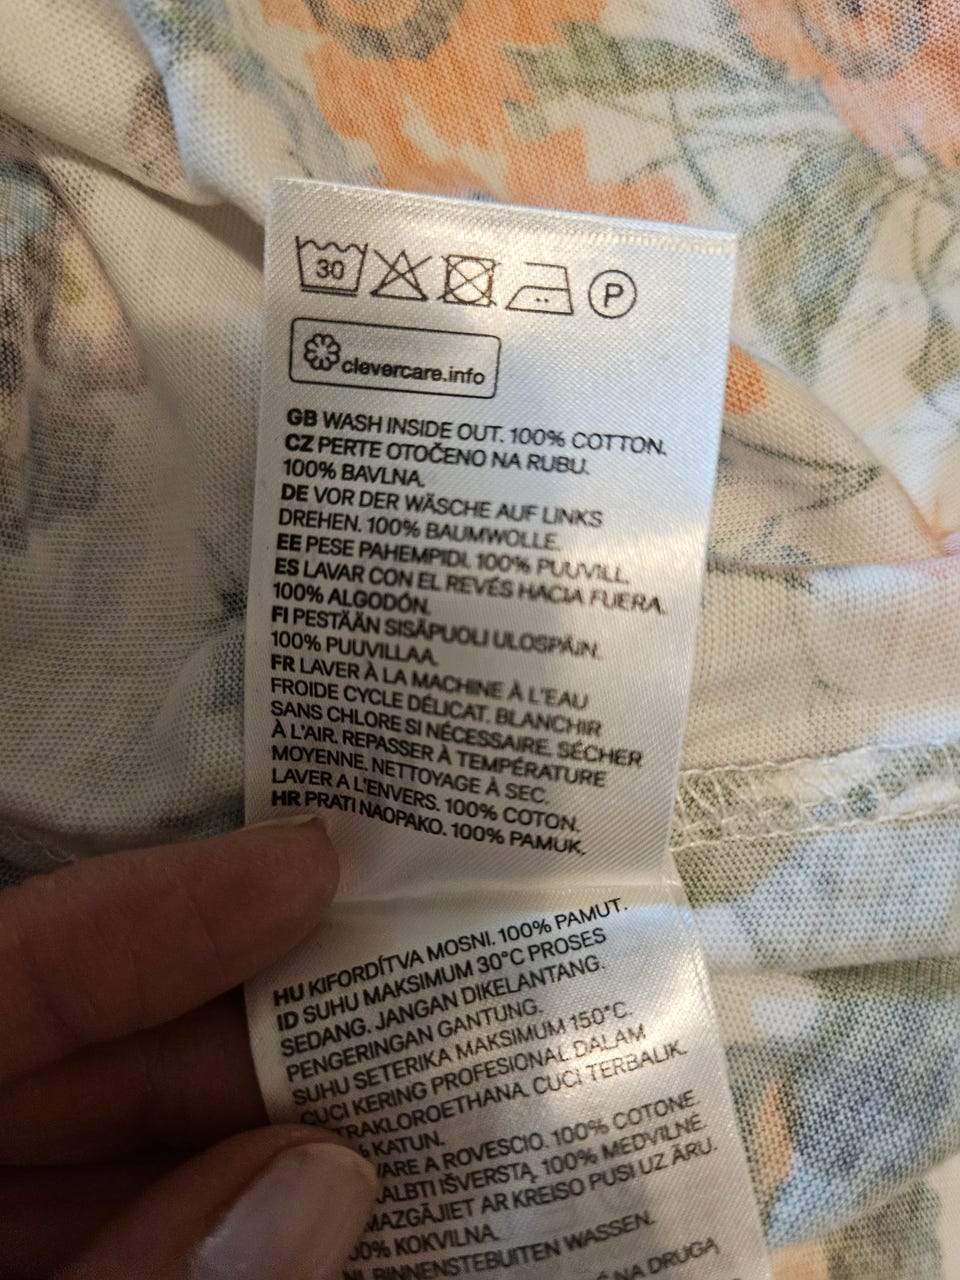 30 P
clevercare.info
GB WASH INSIDE OUT. 100% COTTON.
CZ PERTE OTOČENO NA RUBU.
100% BAVLNA.
DE VOR DER WÄSCHE AUF LINKS
DREHEN. 100% BAUMWOLLE.
EE PESE PAHEMPIDI. 100% PUUVILL.
ES LAVAR CON EL REVÉS HACIA FUERA.
100% ALGODÓN.
FI PESTÄÄN SISÄPUOLI ULOSPÄIN.
100% PUUVILLAA.
FR LAVER À LA MACHINE À L'EAU
FROIDE CYCLE DÉLICAT. BLANCHIR
SANS CHLORE SI NÉCESSAIRE. SÉCHER
À L'AIR. REPASSER À TEMPÉRATURE
MOYENNE. NETTOYAGE À SEC.
LAVER A L'ENVERS. 100% COTON.
HR PRATI NAOPAKO. 100% PAMUK.
HU KIFORDÍTVA MOSNI. 100% PAMUT.
ID SUHU MAKSIMUM 30°C PROSES
SEDANG. JANGAN DIKELANTANG.
PENGERINGAN GANTUNG.
SUHU SETERIKA MAKSIMUM 150°C.
CUCI KERING PROFESIONAL DALAM
TRAKLOROETHANA. CUCI TERBALIK.
% KATUN.
ARE A ROVESCIO. 100% COTONE
ALBTI IŠVERSTĄ. 100% MEDVILNĖ.
MAZGĀJIET AR KREISO PUSI UZ ĀRU.
00% KOKVILNA.
NL BINNENSTEBUITEN WASSEN.
NA DRUGĄ